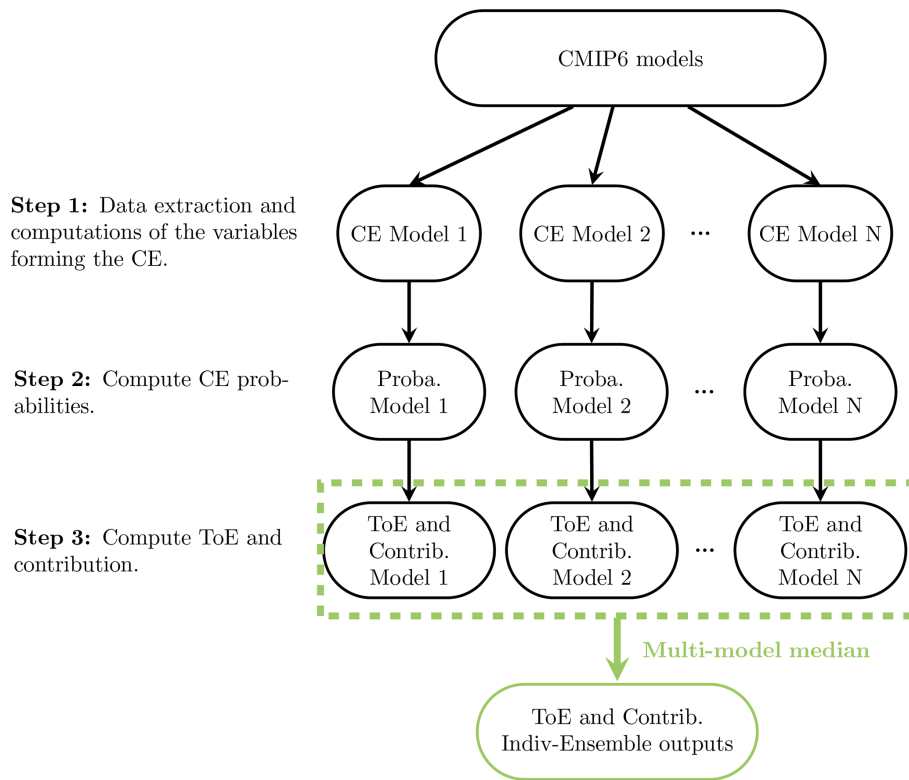 CMIP6 models
Step 1: Data extraction and
computations of the variables
forming the CE.
CE Model 1
CE Model 2
...
CE Model N
Step 2: Compute CE prob-
abilities.
Proba.
Model 1
Proba.
Model 2
...
Proba.
Model N
Step 3: Compute ToE and
contribution.
ToE and
Contrib.
Model 1
ToE and
Contrib.
Model 2
...
ToE and
Contrib.
Model N
Multi-model median
ToE and Contrib.
Indiv-Ensemble outputs